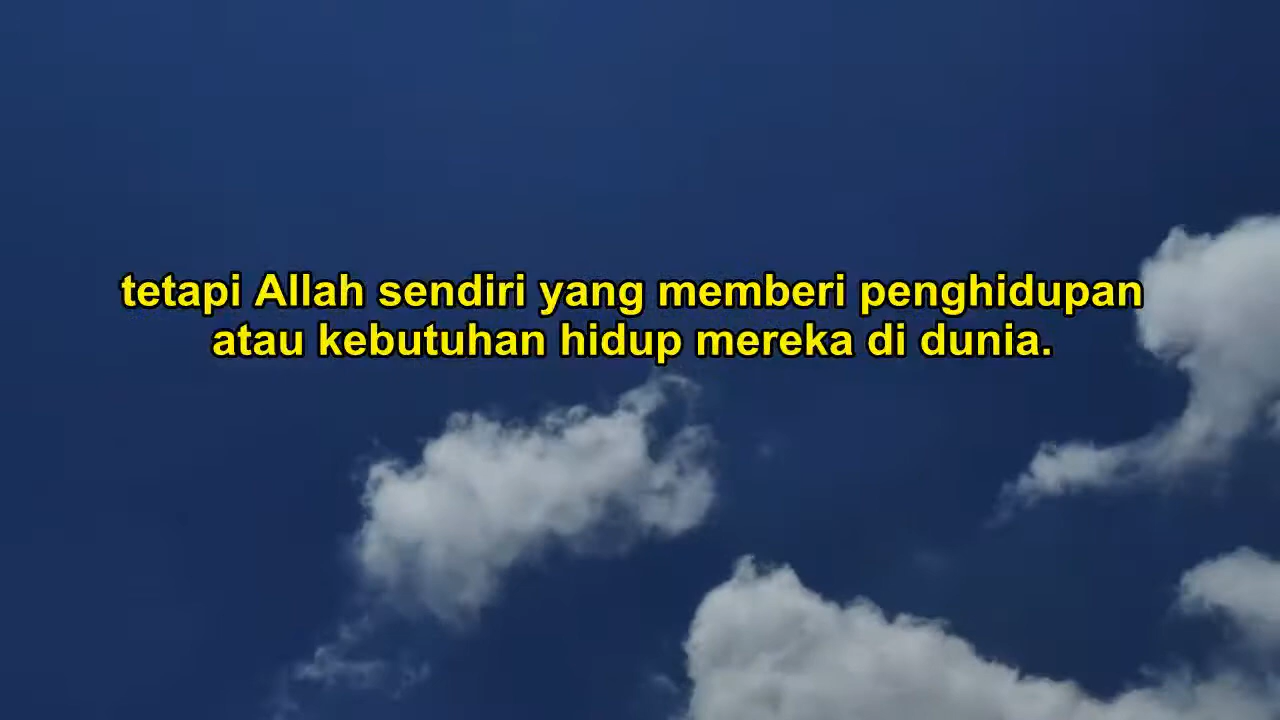 tetapi Allah sendiri yang memberi penghidupan
atau kebutuhan hidup mereka di dunia.